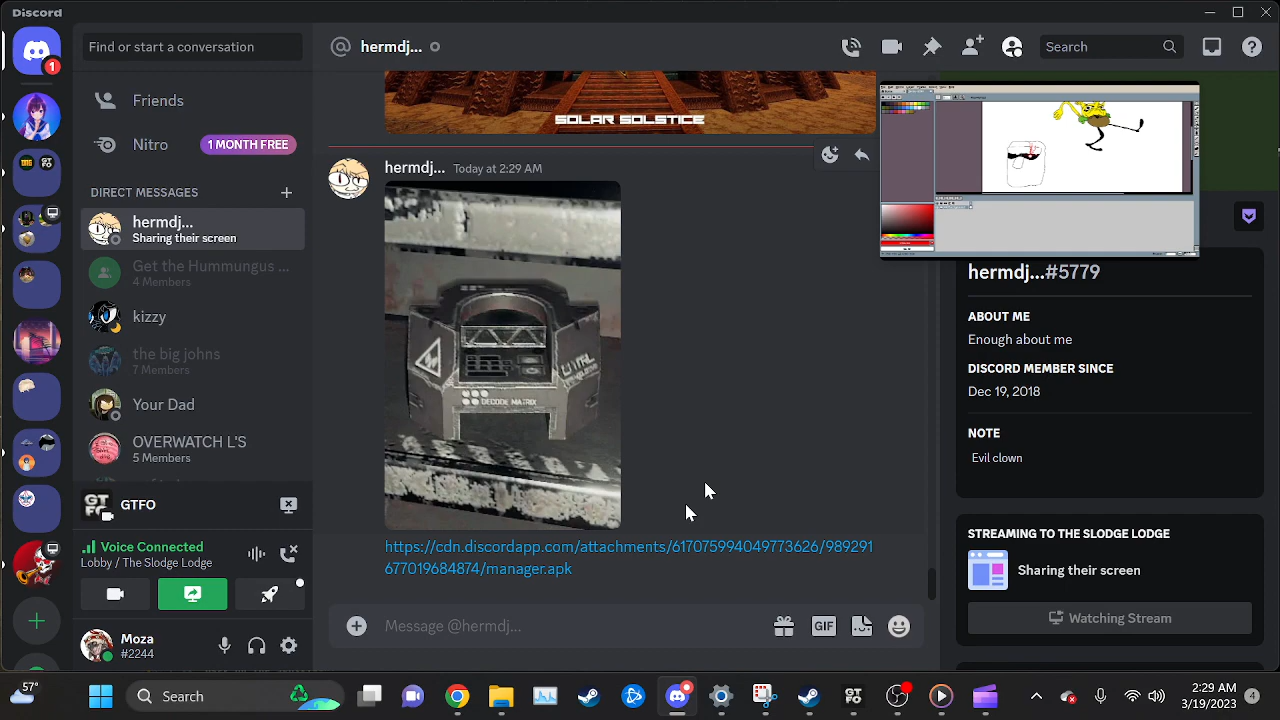 Discord
Find or start a conversation
@ hermdj...
Search
1
Friends
Nitro
1 MONTH FREE
SOLAR SOLSTICE
DIRECT MESSAGES
hermdj... Today at 2:29 AM
hermdj...
Sharing their screen
Get the Hummungus ...
4 Members
kizzy
the big johns
7 Members
Your Dad
OVERWATCH L'S
5 Members
DECODE MATRIX
GTFO
GTFO
Voice Connected
Lobby / The Slodge Lodge
Moza
#2244
https://cdn.discordapp.com/attachments/617075994049773626/989291
677019684874/manager.apk
Message @hermdj...
GIF
hermdj...#5779
ABOUT ME
Enough about me
DISCORD MEMBER SINCE
Dec 19, 2018
NOTE
Evil clown
STREAMING TO THE SLODGE LODGE
Sharing their screen
Watching Stream
57°
Search
GT
FO
2:29 AM
3/19/2023
4